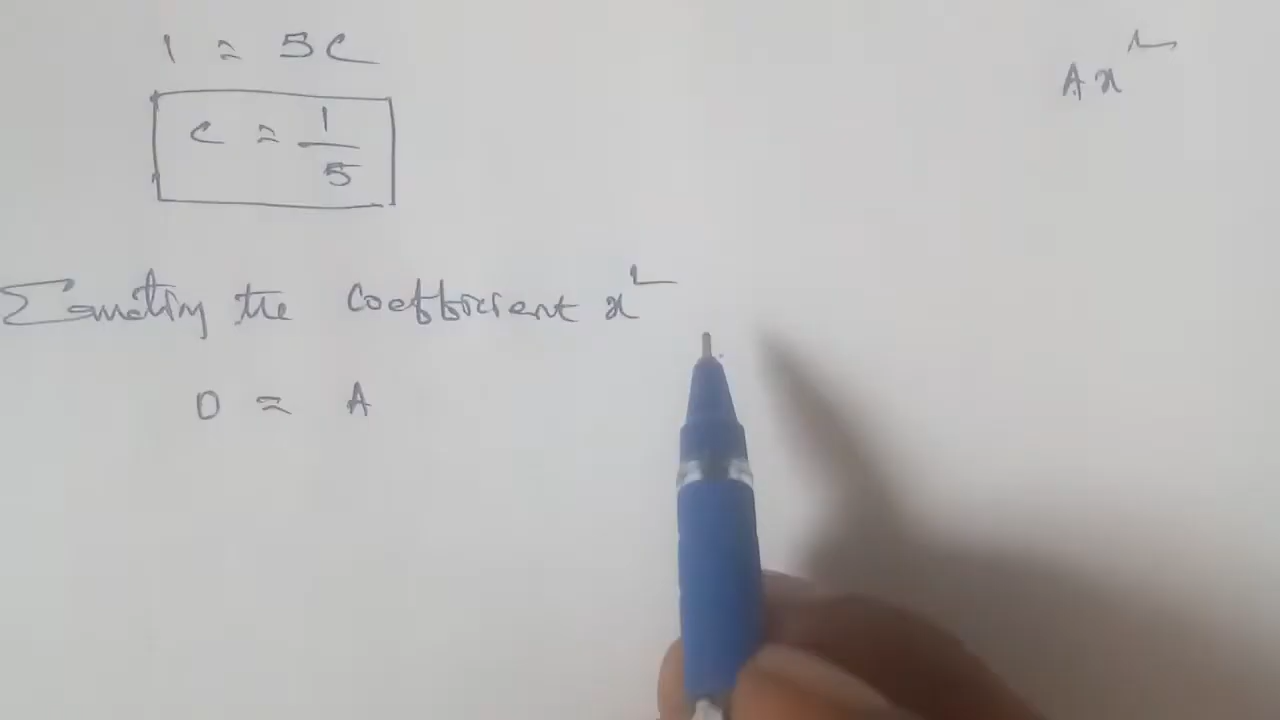 1 = 5C
Ax²
C = 1/5
Equating the coefficient x²
0 = A